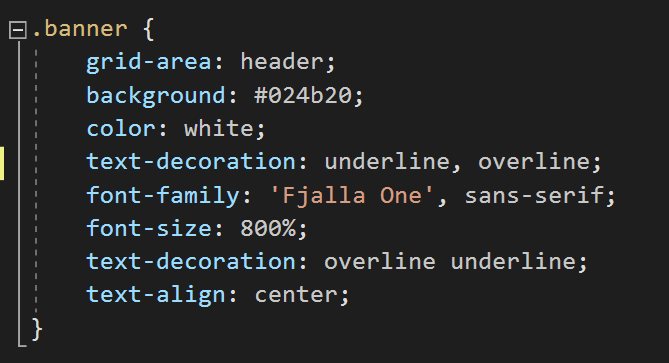 .banner {
grid-area: header;
background: #024b20;
color: white;
text-decoration: underline, overline;
font-family: 'Fjalla One', sans-serif;
font-size: 800%;
text-decoration: overline underline;
text-align: center;
}